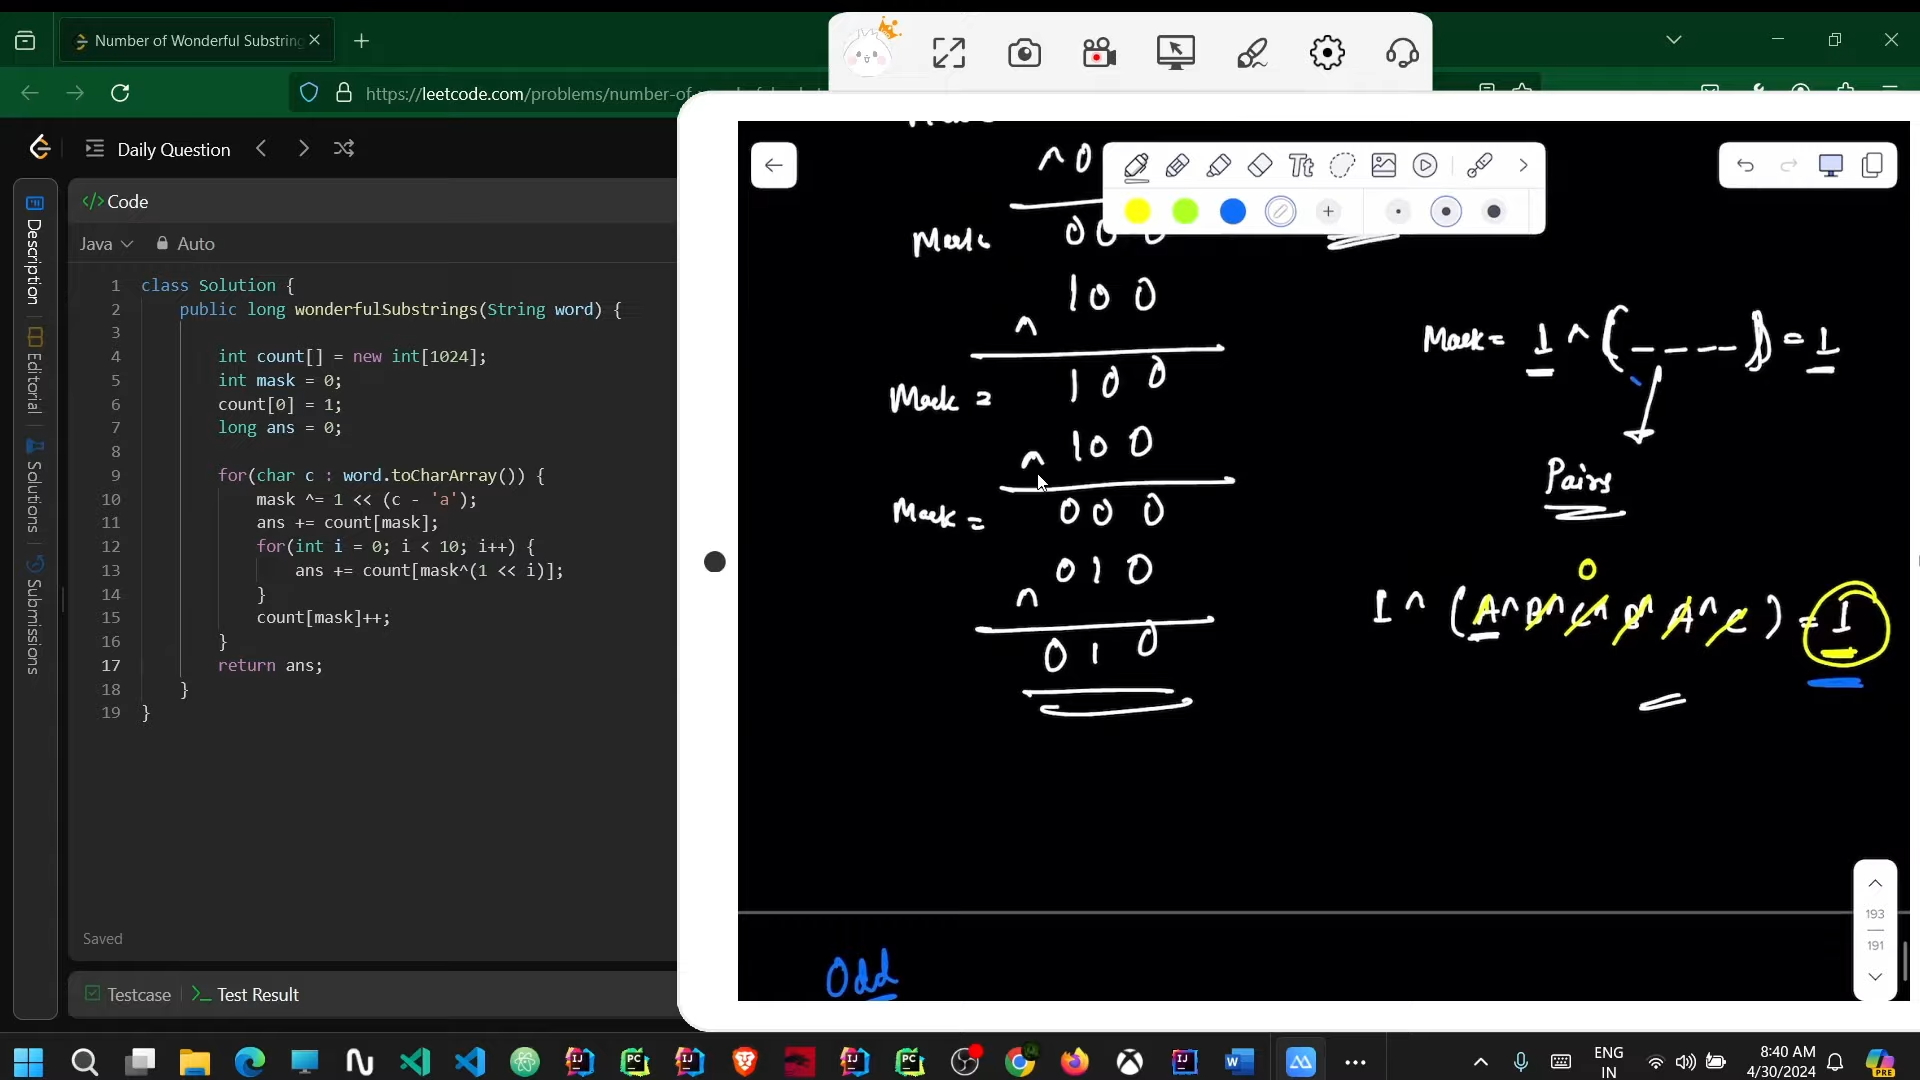 Number of Wonderful Substring
https://leetcode.com/problems/number-of
Daily Question
Description
Editorial
Solutions
Submissions
</>Code
Java
Auto
1 class Solution {
2 public long wonderfulSubstrings(String word) {
3
4 int count[] = new int[1024];
5 int mask = 0;
6 count[0] = 1;
7 long ans = 0;
8
9 for(char c : word.toCharArray()) {
10 mask ^= 1 << (c - 'a');
11 ans += count[mask];
12 for(int i = 0; i < 10; i++) {
13 ans += count[mask^(1 << i)];
14 }
15 count[mask]++;
16 }
17 return ans;
18 }
19 }
Saved
Testcase
Test Result
Tt
^ 0
Mask 0 0 0
1 0 0
^
Mask = 1 0 0
^ 1 0 0
Mask = 0 0 0
0 1 0
^
0 1 0
Mask = 1 ^ ( _ _ _ _ ) = 1
Pairs
0
1 ^ (A^B^C^B^A^C) = 1
Odd
193
191
ENG
IN
8:40 AM
4/30/2024
PRE